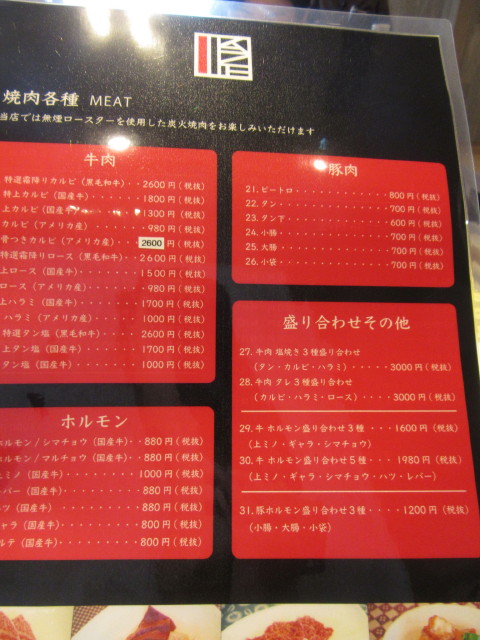 焼肉各種 MEAT
当店では無煙ロースターを使用した炭火焼肉をお楽しみいただけます
牛肉
特選霜降りカルビ（黒毛和牛）・・・2600円（税抜）
特上カルビ（国産牛）・・・・・・・1800円（税抜）
上カルビ（国産牛）・・・・・・・・1300円（税抜）
カルビ（アメリカ産）・・・・・・・980円（税抜）
骨つきカルビ（アメリカ産）・・・・2600円（税抜）
特選霜降りロース（黒毛和牛）・・・2600円（税抜）
上ロース（国産牛）・・・・・・・・1500円（税抜）
ロース（アメリカ産）・・・・・・・980円（税抜）
上ハラミ（国産牛）・・・・・・・・1700円（税抜）
ハラミ（アメリカ産）・・・・・・・1000円（税抜）
特選タン塩（黒毛和牛）・・・・・・2600円（税抜）
上タン塩（国産牛）・・・・・・・・1700円（税抜）
タン塩（国産牛）・・・・・・・・・1000円（税抜）
ホルモン
ホルモン/シマチョウ（国産牛）・・880円（税抜）
ホルモン/マルチョウ（国産牛）・・880円（税抜）
上ミノ（国産牛）・・・・・・・・・1000円（税抜）
レバー（国産牛）・・・・・・・・・880円（税抜）
ハツ（国産牛）・・・・・・・・・・880円（税抜）
ギャラ（国産牛）・・・・・・・・・800円（税抜）
（国産牛）・・・・・・・・・800円（税抜）
豚肉
21.ピートロ・・・・・・・・・・・800円（税抜）
22.タン・・・・・・・・・・・・・700円（税抜）
23.タン下・・・・・・・・・・・・600円（税抜）
24.小腸・・・・・・・・・・・・・700円（税抜）
25.大腸・・・・・・・・・・・・・700円（税抜）
26.小袋・・・・・・・・・・・・・700円（税抜）
盛り合わせその他
27.牛肉 塩焼き3種盛り合わせ
（タン・カルビ・ハラミ）・・・・・3000円（税抜）
28.牛肉 タレ3種盛り合わせ
（カルビ・ハラミ・ロース）・・・・3000円（税抜）
29.牛 ホルモン盛り合わせ3種・・・1600円（税抜）
（上ミノ・ギャラ・シマチョウ）
30.牛 ホルモン盛り合わせ5種・・・1980円（税抜）
（上ミノ・ギャラ・シマチョウ・ハツ・レバー）
31.豚ホルモン盛り合わせ3種・・・・1200円（税抜）
（小腸・大腸・小袋）